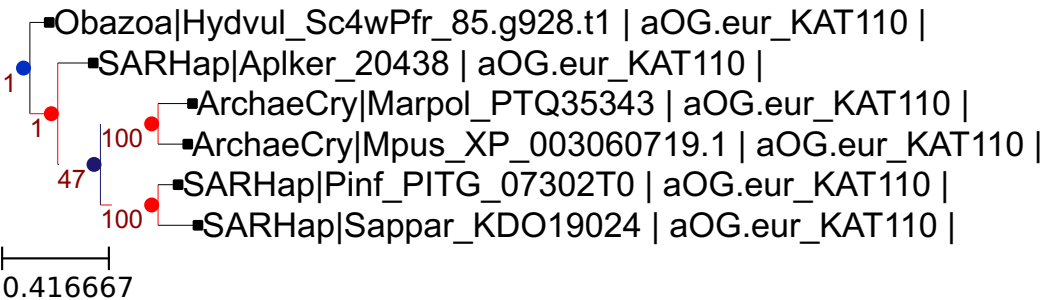 Obazoa|Hydvul_Sc4wPfr_85.g928.t1 | aOG.eur_KAT110 |
SARHap|Aplker_20438 | aOG.eur_KAT110 |
1
ArchaeCry|Marpol_PTQ35343 | aOG.eur_KAT110 |
1
100
ArchaeCry|Mpus_XP_003060719.1 | aOG.eur_KAT110 |
47
SARHap|Pinf_PITG_07302T0 | aOG.eur_KAT110 |
100
SARHap|Sappar_KDO19024 | aOG.eur_KAT110 |
0.416667